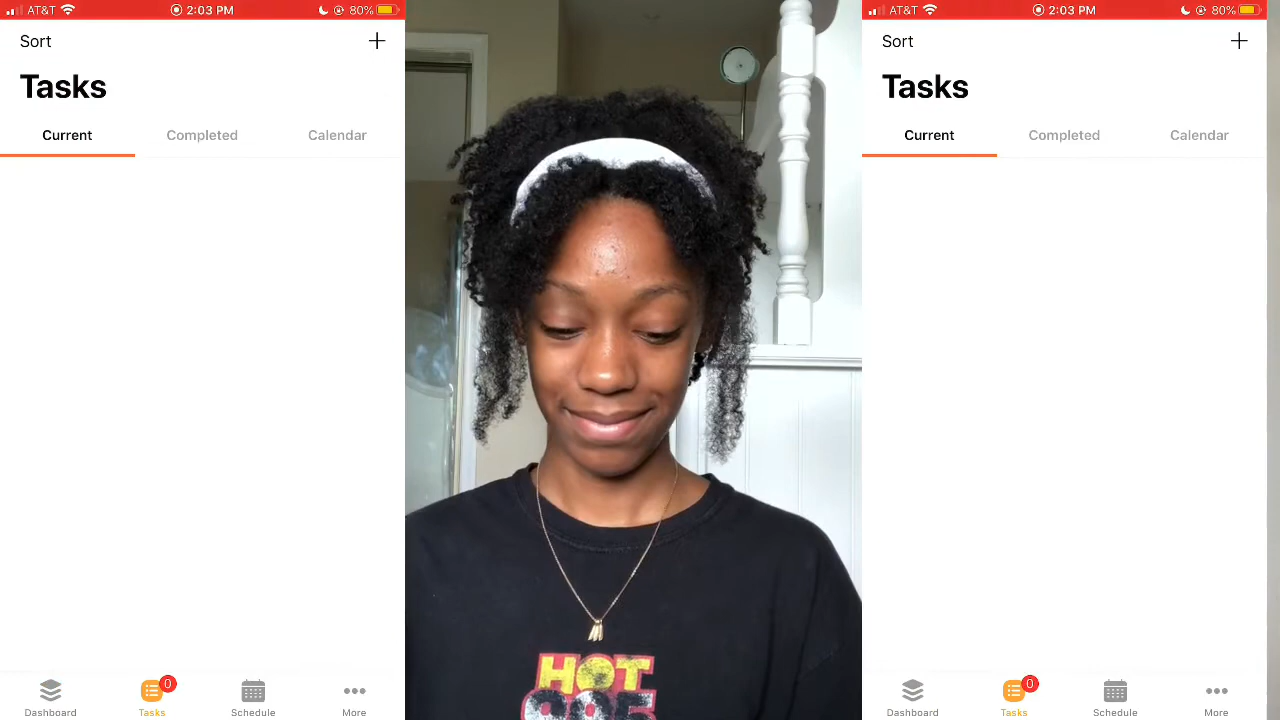 AT&T 2:03 PM 80%
Sort
Tasks
Current Completed Calendar
0
Dashboard Tasks Schedule More
HOT
995
AT&T 2:03 PM 80%
Sort
Tasks
Current Completed Calendar
0
Dashboard Tasks Schedule More